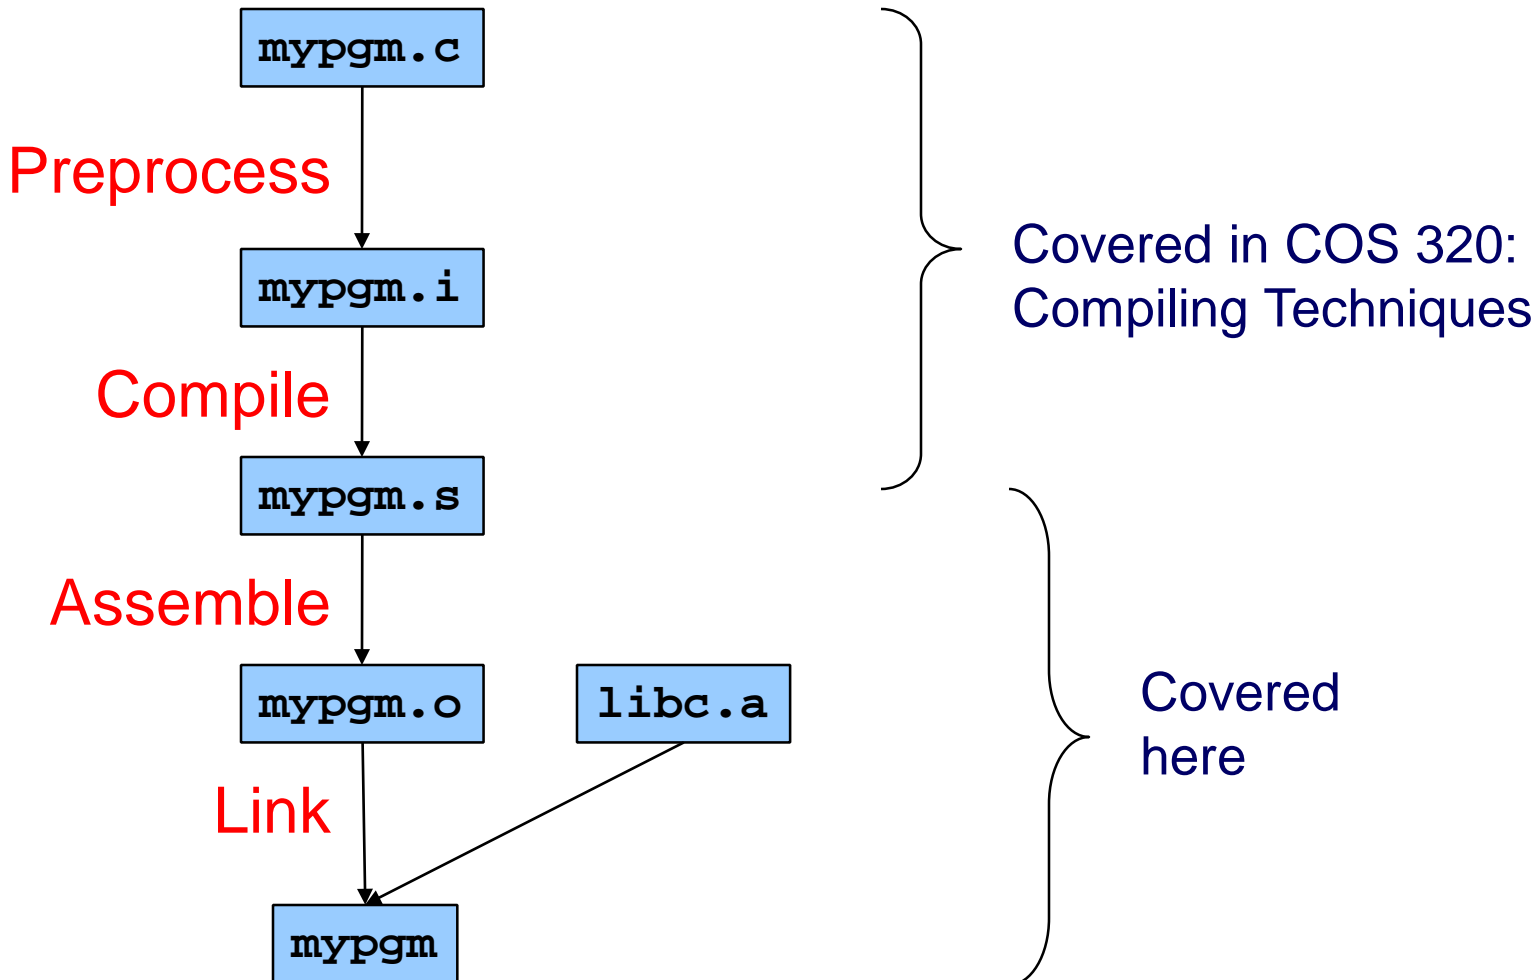 mypgm.c
Preprocess
mypgm.i
Covered in COS 320:
Compiling Techniques
Compile
mypgm.s
Assemble
mypgm.o
libc.a
Covered
here
Link
mypgm